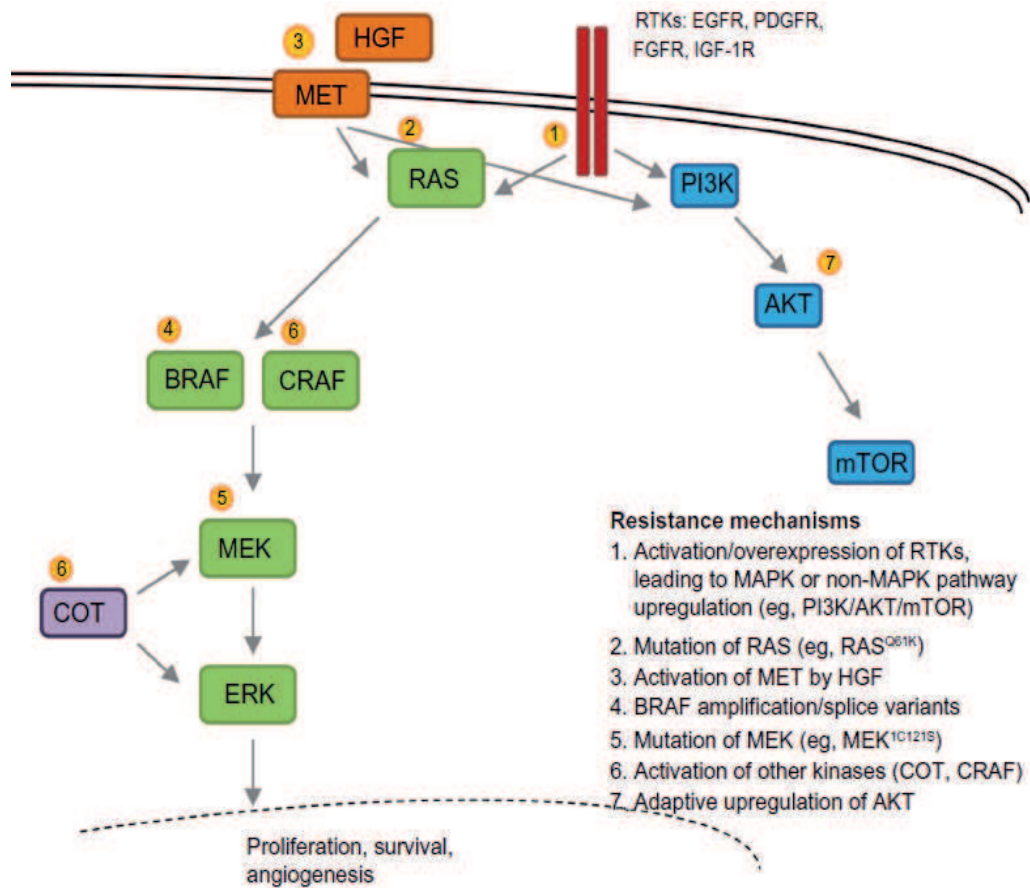 RTKs: EGFR, PDGFR,
FGFR, IGF-1R
3
HGF
MET
2
1
RAS
PI3K
7
AKT
4
6
BRAF
CRAF
mTOR
5
MEK
6
COT
ERK
Resistance mechanisms
1. Activation/overexpression of RTKs,
leading to MAPK or non-MAPK pathway
upregulation (eg, PI3K/AKT/mTOR)
2. Mutation of RAS (eg, RAS^Q61K)
3. Activation of MET by HGF
4. BRAF amplification/splice variants
5. Mutation of MEK (eg, MEK^1C121S)
6. Activation of other kinases (COT, CRAF)
7. Adaptive upregulation of AKT
Proliferation, survival,
angiogenesis